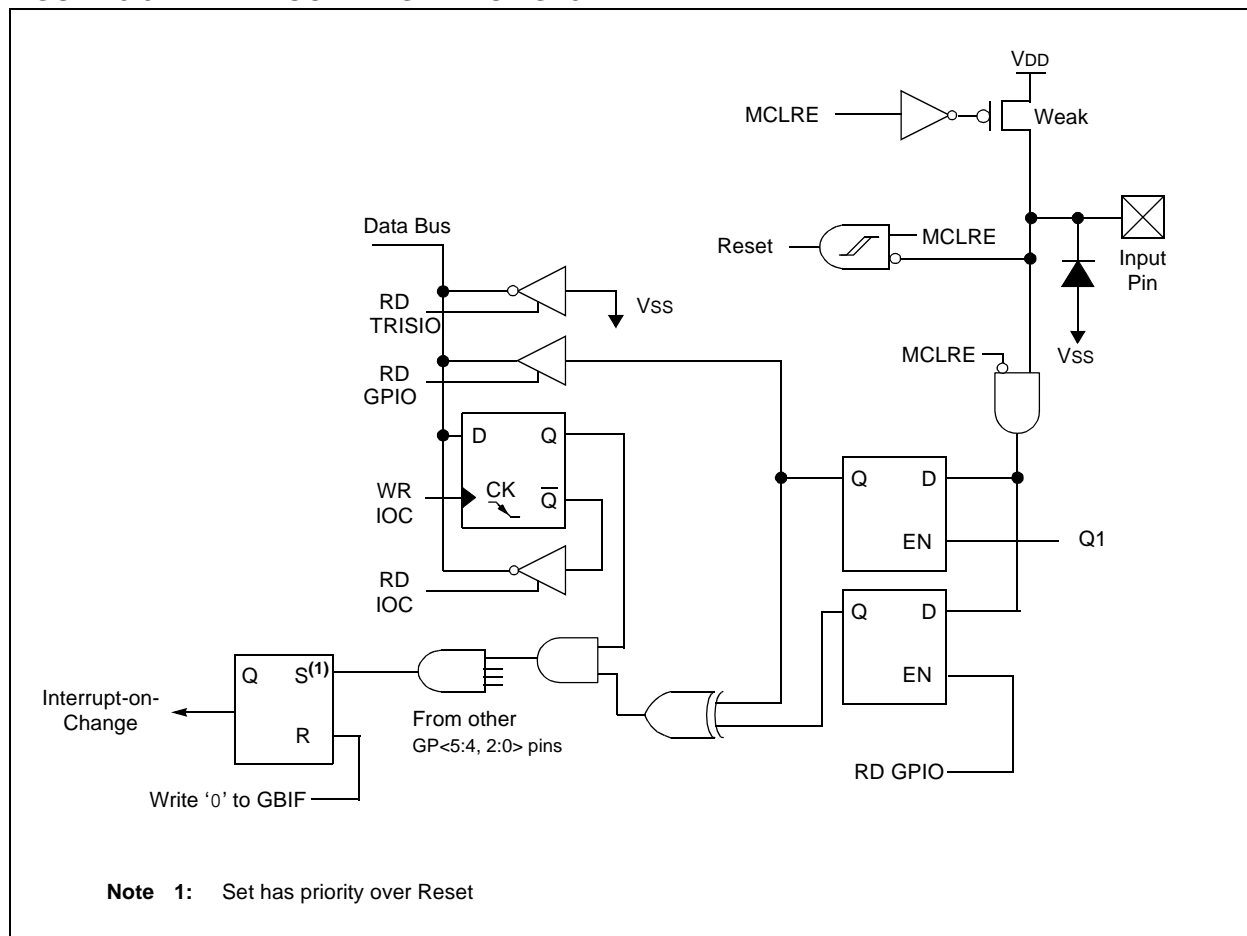 VDD
MCLRE
Weak
Data Bus
Reset
MCLRE
Input
Pin
RD
TRISIO
VSS
VSS
MCLRE
RD
GPIO
D
Q
Q
D
WR
IOC
CK
Q
EN
Q1
RD
IOC
Q
D
Q
S(1)
EN
Interrupt-on-
Change
From other
GP<5:4, 2:0> pins
R
RD GPIO
Write ‘0’ to GBIF
Note 1: Set has priority over Reset